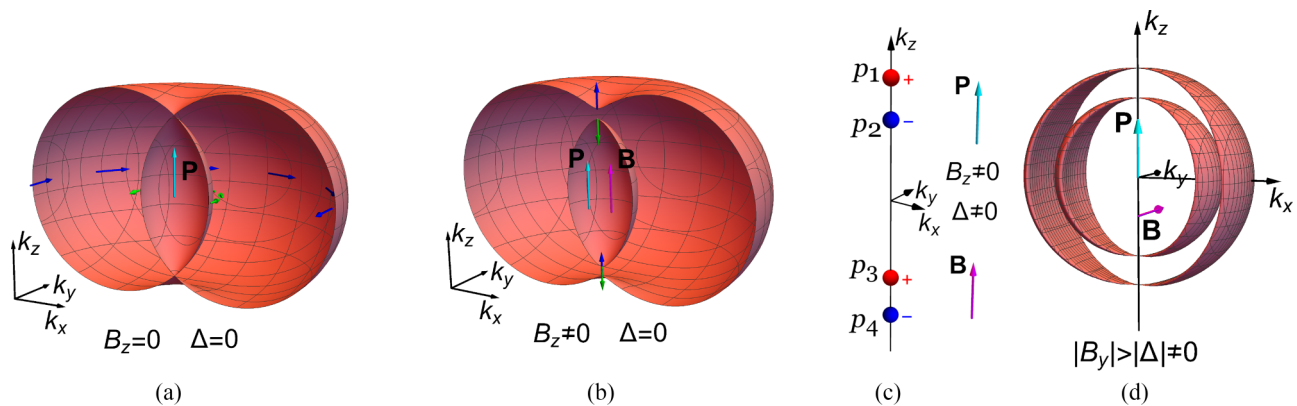 P
k_z
k_y
k_x
B_z=0 Δ=0
(a)
P B
k_z
k_y
k_x
B_z≠0 Δ=0
(b)
k_z
p_1 +
p_2 −
P
B_z≠0
Δ≠0
k_y
k_x
p_3 +
p_4 −
B
(c)
k_z
P
k_y
k_x
B
|B_y|>|Δ|≠0
(d)